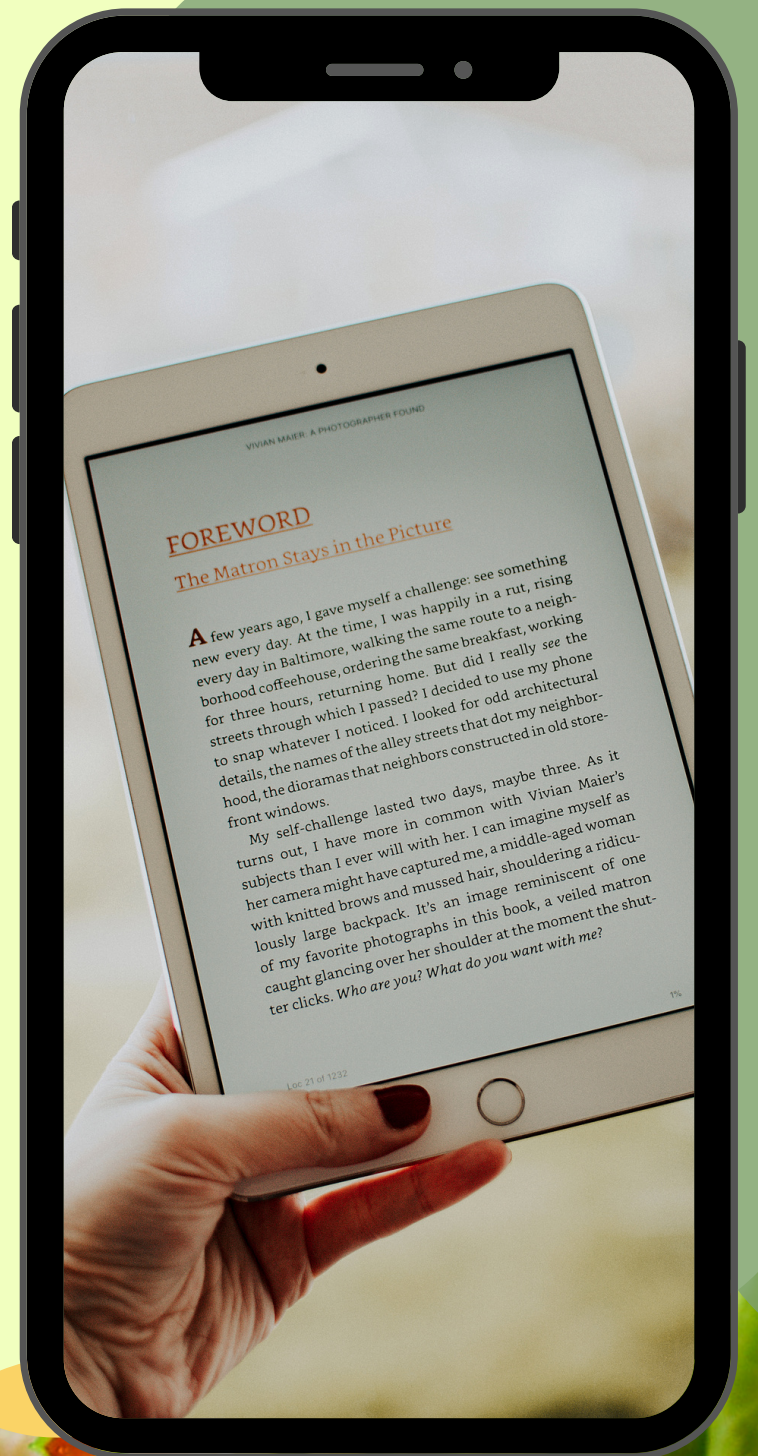 VIVIAN MAIER: A PHOTOGRAPHER FOUND
FOREWORD
The Matron Stays in the Picture
A few years ago, I gave myself a challenge: see something
new every day. At the time, I was happily in a rut, rising
every day in Baltimore, walking the same route to a neigh-
borhood coffeehouse, ordering the same breakfast, working
for three hours, returning home. But did I really see the
streets through which I passed? I decided to use my phone
to snap whatever I noticed. I looked for odd architectural
details, the names of the alley streets that dot my neighbor-
hood, the dioramas that neighbors constructed in old store-
front windows.
My self-challenge lasted two days, maybe three. As it
turns out, I have more in common with Vivian Maier's
subjects than I ever will with her. I can imagine myself as
her camera might have captured me, a middle-aged woman
with knitted brows and mussed hair, shouldering a ridicu-
lously large backpack. It's an image reminiscent of one
of my favorite photographs in this book, a veiled matron
caught glancing over her shoulder at the moment the shut-
ter clicks. Who are you? What do you want with me?
Loc 21 of 1232
1%